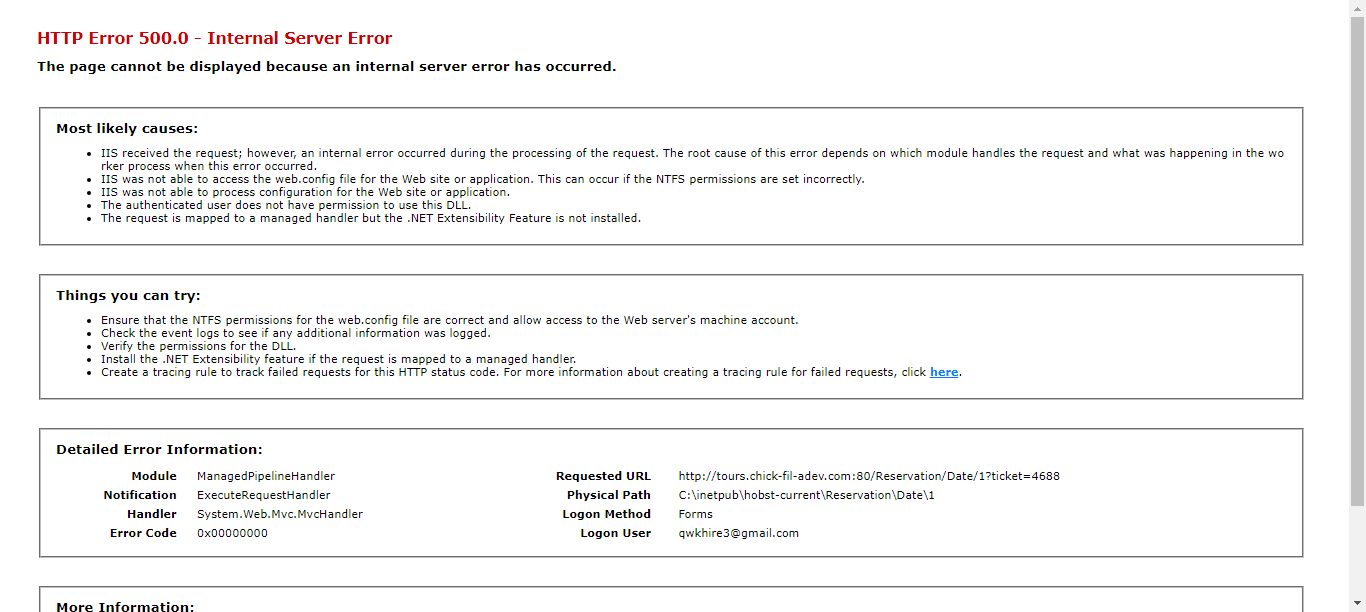 HTTP Error 500.0 - Internal Server Error
The page cannot be displayed because an internal server error has occurred.
Most likely causes:
• IIS received the request; however, an internal error occurred during the processing of the request. The root cause of this error depends on which module handles the request and what was happening in the wo
rker process when this error occurred.
• IIS was not able to access the web.config file for the Web site or application. This can occur if the NTFS permissions are set incorrectly.
• IIS was not able to process configuration for the Web site or application.
• The authenticated user does not have permission to use this DLL.
• The request is mapped to a managed handler but the .NET Extensibility Feature is not installed.
Things you can try:
• Ensure that the NTFS permissions for the web.config file are correct and allow access to the Web server's machine account.
• Check the event logs to see if any additional information was logged.
• Verify the permissions for the DLL.
• Install the .NET Extensibility feature if the request is mapped to a managed handler.
• Create a tracing rule to track failed requests for this HTTP status code. For more information about creating a tracing rule for failed requests, click here.
Detailed Error Information:
Module ManagedPipelineHandler
Notification ExecuteRequestHandler
Handler System.Web.Mvc.MvcHandler
Error Code 0x00000000
Requested URL http://tours.chick-fil-adev.com:80/Reservation/Date/1?ticket=4688
Physical Path C:\inetpub\hobst-current\Reservation\Date\1
Logon Method Forms
Logon User qwkhire3@gmail.com
More Information: